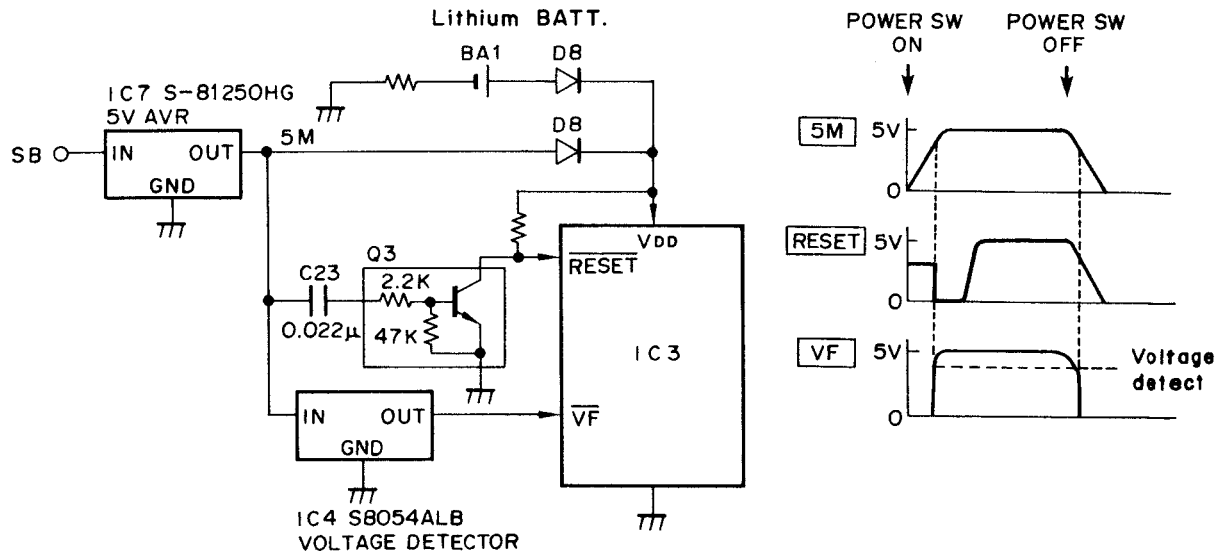 Lithium BATT.
BA1
D8
IC7 S-81250HG
5V AVR
SB
IN
OUT
GND
5M
D8
VDD
RESET
Q3
C23
2.2K
0.022μ
47K
IC3
IN
OUT
GND
VF
IC4 S8054ALB
VOLTAGE DETECTOR
POWER SW
ON
POWER SW
OFF
5M
5V
0
RESET
5V
0
VF
5V
0
Voltage
detect